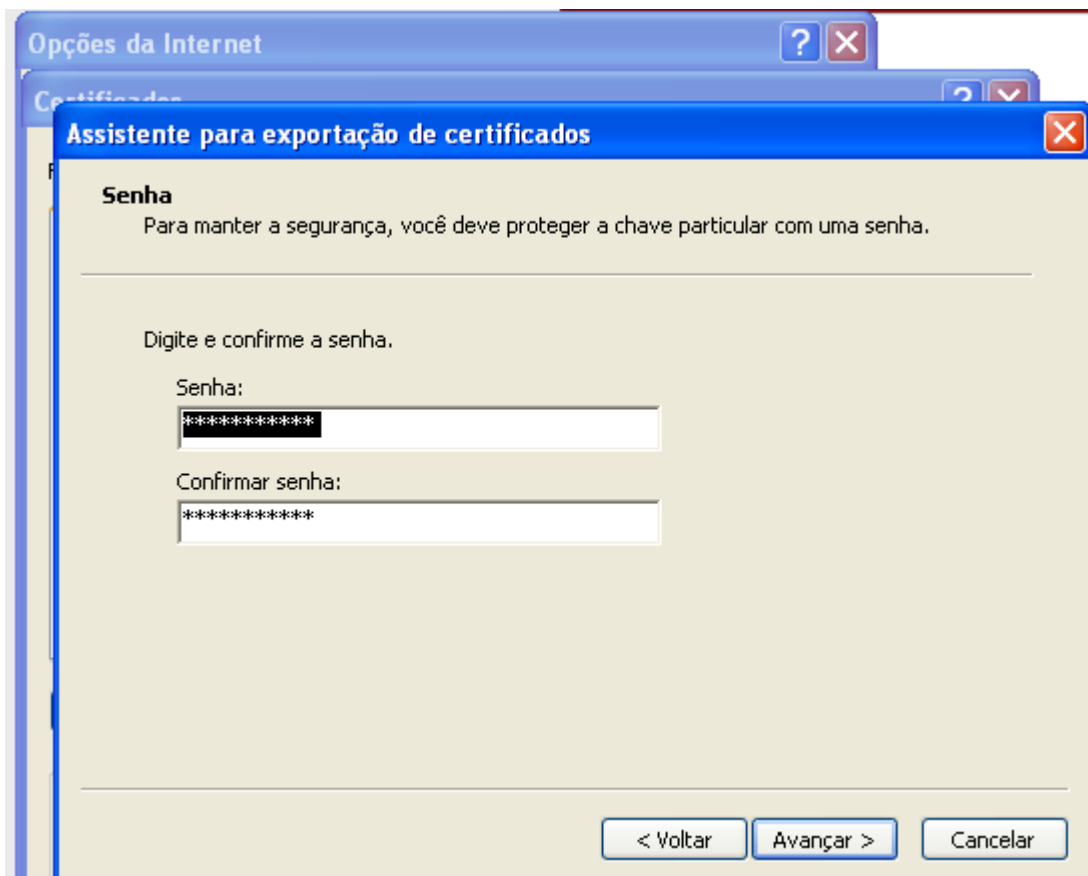 Opções da Internet
Certificados
Assistente para exportação de certificados
Senha
Para manter a segurança, você deve proteger a chave particular com uma senha.
Digite e confirme a senha.
Senha:
***********
Confirmar senha:
***********
< Voltar
Avançar >
Cancelar